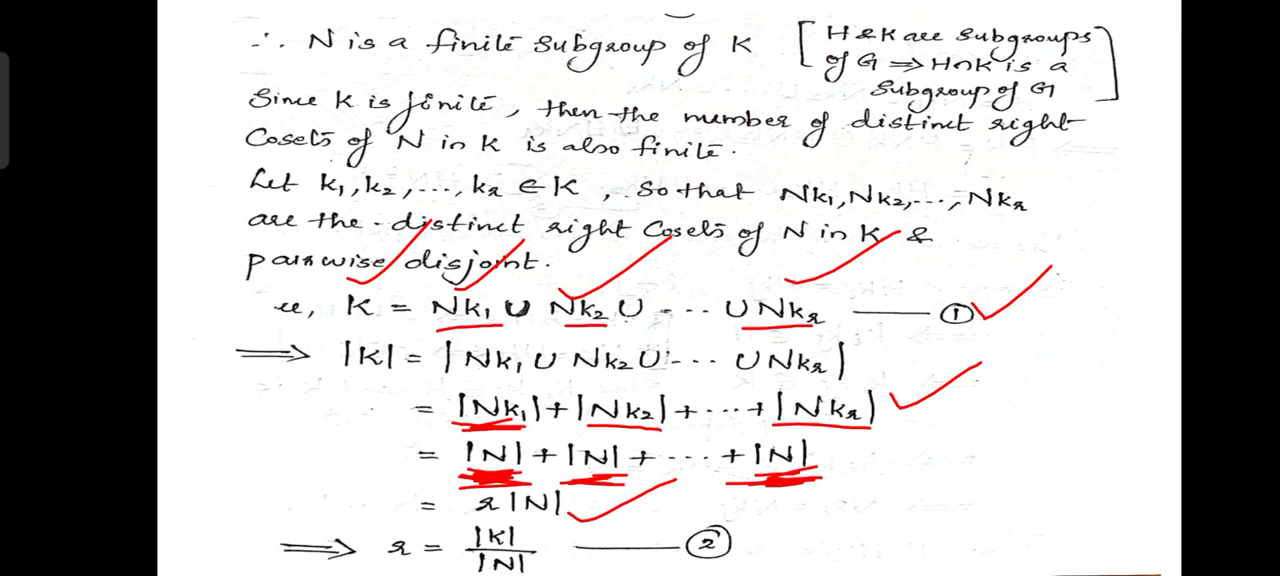 ∴ N is a finite subgroup of K [H & K are subgroups
of G ⇒ H∩K is a
subgroup of G]
Since K is finite, then the number of distinct right
Cosets of N in K is also finite.
Let k₁, k₂, ..., kᵣ ∈ K, so that Nk₁, Nk₂, ..., Nkᵣ
are the distinct right Cosets of N in K &
pairwise disjoint.
ie, K = Nk₁ ∪ Nk₂ ∪ ... ∪ Nkᵣ —— ①
⇒ |K| = |Nk₁ ∪ Nk₂ ∪ ... ∪ Nkᵣ|
= |Nk₁| + |Nk₂| + ... + |Nkᵣ|
= |N| + |N| + ... + |N|
= r|N|
⇒ r = |K| / |N| —— ②